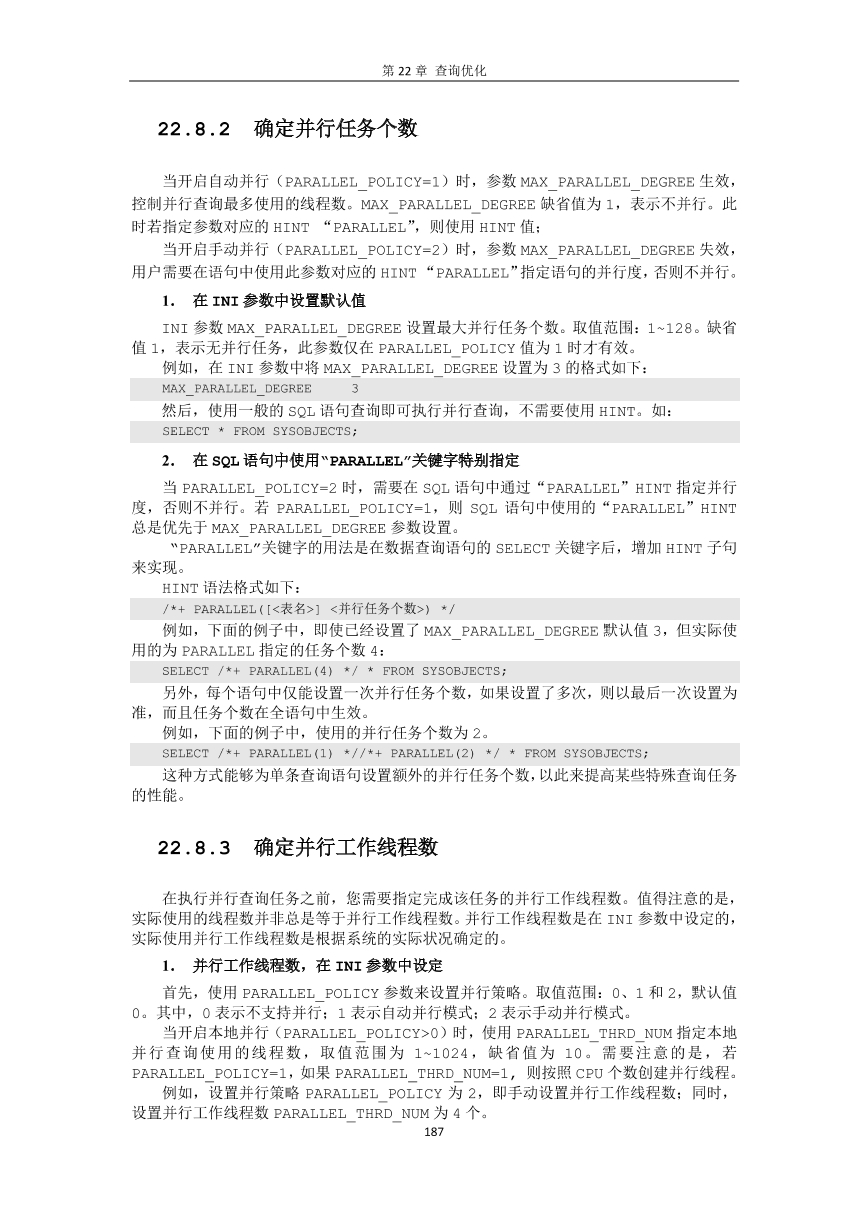 第 22 章 查询优化
22.8.2 确定并行任务个数
当开启自动并行（PARALLEL_POLICY=1）时，参数 MAX_PARALLEL_DEGREE 生效，
控制并行查询最多使用的线程数。MAX_PARALLEL_DEGREE 缺省值为 1，表示不并行。此
时若指定参数对应的 HINT “PARALLEL”，则使用 HINT 值；
当开启手动并行（PARALLEL_POLICY=2）时，参数 MAX_PARALLEL_DEGREE 失效，
用户需要在语句中使用此参数对应的 HINT “PARALLEL”指定语句的并行度，否则不并行。
1. 在 INI 参数中设置默认值
INI 参数 MAX_PARALLEL_DEGREE 设置最大并行任务个数。取值范围：1~128。缺省
值 1，表示无并行任务，此参数仅在 PARALLEL_POLICY 值为 1 时才有效。
例如，在 INI 参数中将 MAX_PARALLEL_DEGREE 设置为 3 的格式如下：
MAX_PARALLEL_DEGREE 3
然后，使用一般的 SQL 语句查询即可执行并行查询，不需要使用 HINT。如：
SELECT * FROM SYSOBJECTS;
2. 在 SQL 语句中使用“PARALLEL”关键字特别指定
当 PARALLEL_POLICY=2 时，需要在 SQL 语句中通过“PARALLEL”HINT 指定并行
度，否则不并行。若 PARALLEL_POLICY=1，则 SQL 语句中使用的“PARALLEL”HINT
总是优先于 MAX_PARALLEL_DEGREE 参数设置。
“PARALLEL”关键字的用法是在数据查询语句的 SELECT 关键字后，增加 HINT 子句
来实现。
HINT 语法格式如下：
/*+ PARALLEL([<表名>] <并行任务个数>) */
例如，下面的例子中，即使已经设置了 MAX_PARALLEL_DEGREE 默认值 3，但实际使
用的为 PARALLEL 指定的任务个数 4：
SELECT /*+ PARALLEL(4) */ * FROM SYSOBJECTS;
另外，每个语句中仅能设置一次并行任务个数，如果设置了多次，则以最后一次设置为
准，而且任务个数在全语句中生效。
例如，下面的例子中，使用的并行任务个数为 2。
SELECT /*+ PARALLEL(1) *//*+ PARALLEL(2) */ * FROM SYSOBJECTS;
这种方式能够为单条查询语句设置额外的并行任务个数，以此来提高某些特殊查询任务
的性能。
22.8.3 确定并行工作线程数
在执行并行查询任务之前，您需要指定完成该任务的并行工作线程数。值得注意的是，
实际使用的线程数并非总是等于并行工作线程数。并行工作线程数是在 INI 参数中设定的，
实际使用并行工作线程数是根据系统的实际状况确定的。
1. 并行工作线程数，在 INI 参数中设定
首先，使用 PARALLEL_POLICY 参数来设置并行策略。取值范围：0、1 和 2，默认值
0。其中，0 表示不支持并行；1 表示自动并行模式；2 表示手动并行模式。
当开启本地并行（PARALLEL_POLICY>0）时，使用 PARALLEL_THRD_NUM 指定本地
并行查询使用的线程数，取值范围为 1~1024，缺省值为 10。需要注意的是，若
PARALLEL_POLICY=1，如果 PARALLEL_THRD_NUM=1, 则按照 CPU 个数创建并行线程。
例如，设置并行策略 PARALLEL_POLICY 为 2，即手动设置并行工作线程数；同时，
设置并行工作线程数 PARALLEL_THRD_NUM 为 4 个。
187